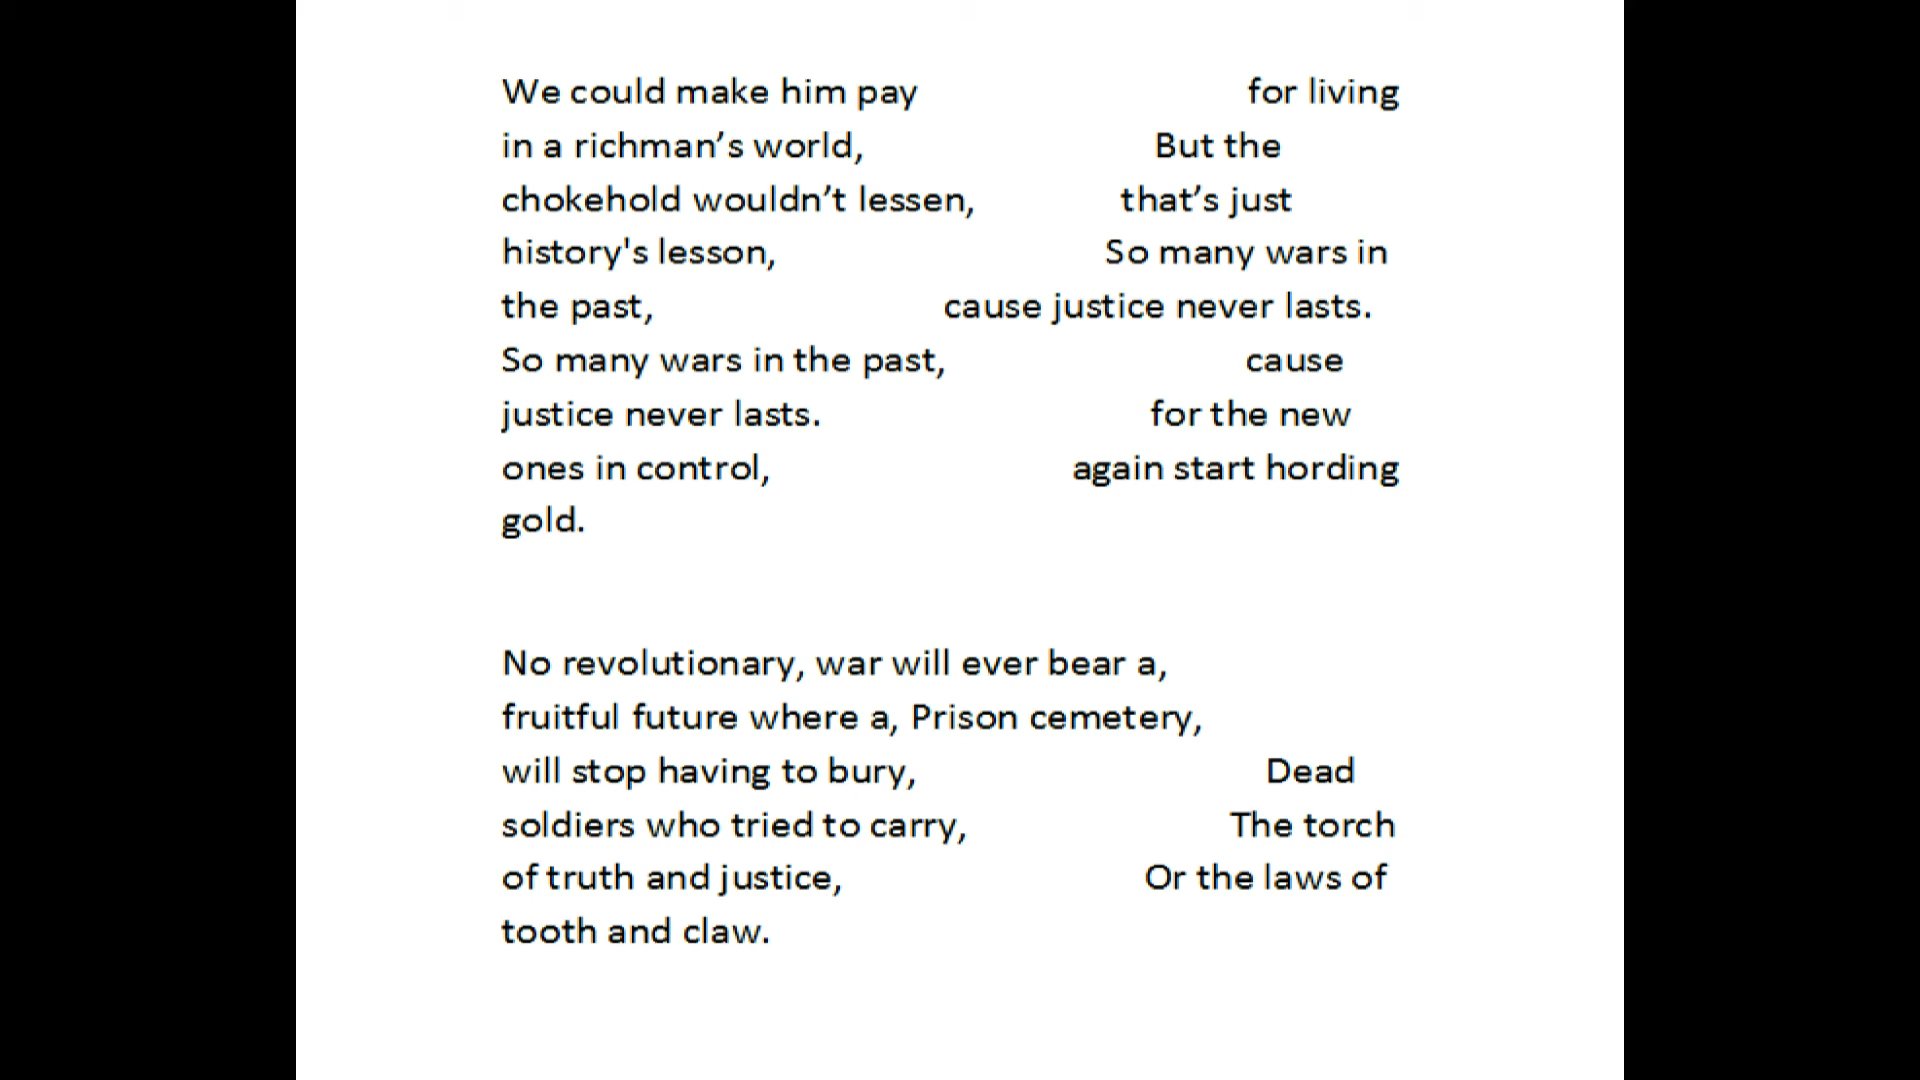 We could make him pay for living
in a richman’s world, But the
chokehold wouldn’t lessen, that’s just
history's lesson, So many wars in
the past, cause justice never lasts.
So many wars in the past, cause
justice never lasts. for the new
ones in control, again start hording
gold.
No revolutionary, war will ever bear a,
fruitful future where a, Prison cemetery,
will stop having to bury, Dead
soldiers who tried to carry, The torch
of truth and justice, Or the laws of
tooth and claw.